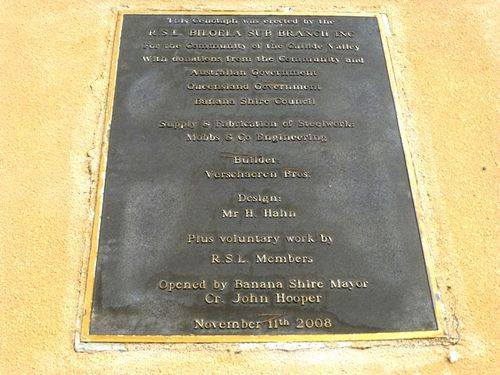 This Cenotaph was erected by the
R.S.L. BILOELA SUB BRANCH INC
For the Community of the Callide Valley
With donations from the Community and
Australian Government
Queensland Government
Banana Shire Council
Supply & Fabrication of Steelwork:
Mobbs & Co Engineering
Builder:
Verschaeren Bros.
Design:
Mr H. Hahn
Plus voluntary work by
R.S.L. Members
Opened by Banana Shire Mayor
Cr. John Hooper
November 11th 2008